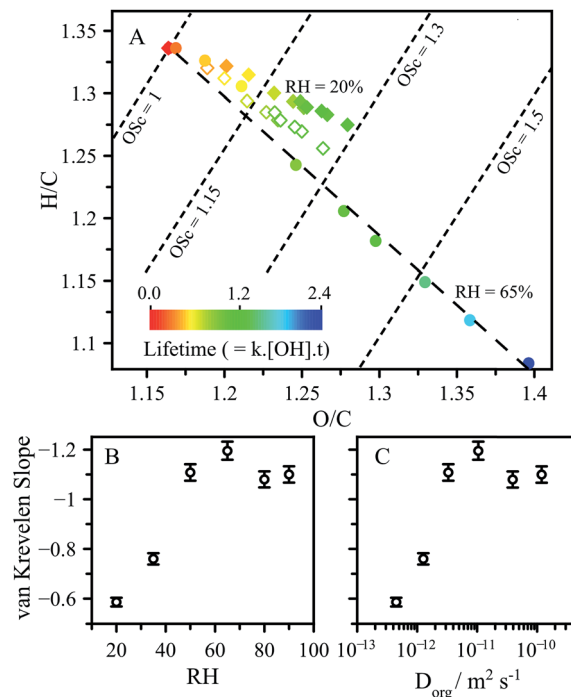 A
H/C
1.35
1.3
1.25
1.2
1.15
1.1
OSc = 1
OSc = 1.15
OSc = 1.3
OSc = 1.5
RH = 20%
RH = 65%
0.0 1.2 2.4
Lifetime ( = k.[OH].t)
1.15 1.2 1.25 1.3 1.35 1.4
O/C
B
van Krevelen Slope
−1.2
−1
−0.8
−0.6
20 40 60 80 100
RH
C
10⁻¹³ 10⁻¹² 10⁻¹¹ 10⁻¹⁰
D_org / m² s⁻¹